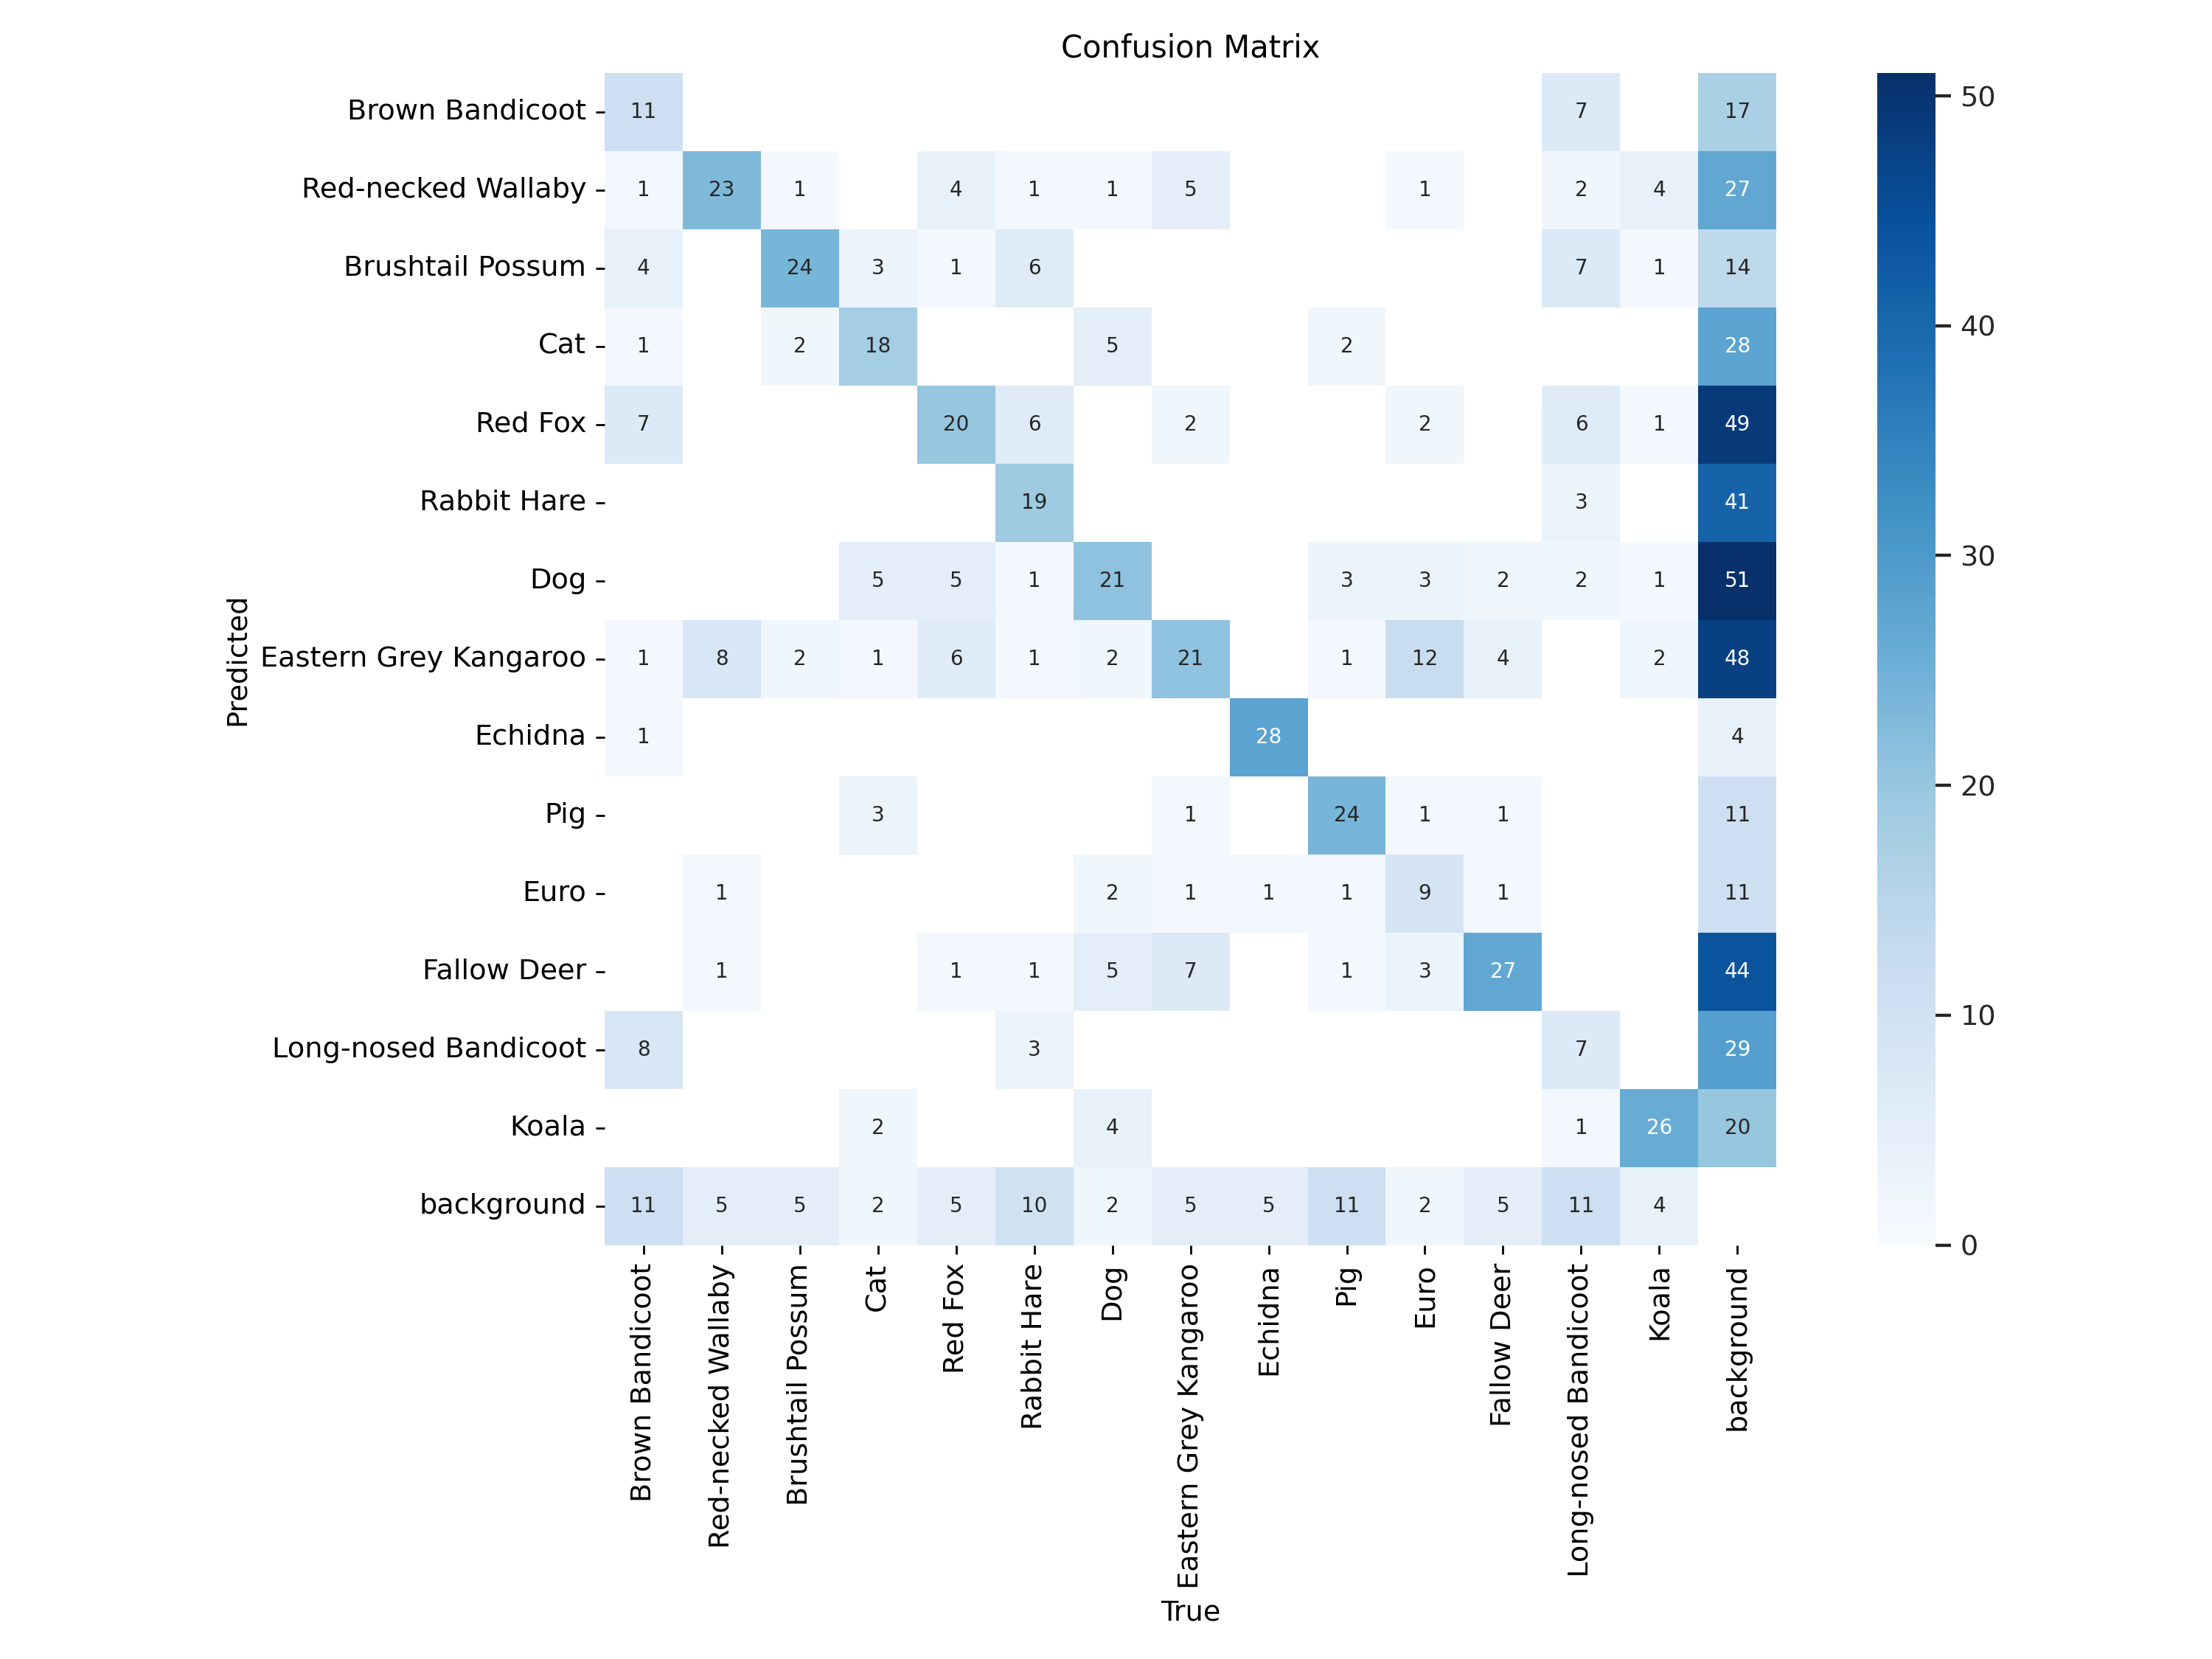 Confusion Matrix
Predicted
Brown Bandicoot 11 7 17
Red-necked Wallaby 1 23 1 4 1 1 5 1 2 4 27
Brushtail Possum 4 24 3 1 6 7 1 14
Cat 1 2 18 5 2 28
Red Fox 7 20 6 2 2 6 1 49
Rabbit Hare 19 3 41
Dog 5 5 1 21 3 3 2 2 1 51
Eastern Grey Kangaroo 1 8 2 1 6 1 2 21 1 12 4 2 48
Echidna 1 28 4
Pig 3 1 24 1 1 11
Euro 1 2 1 1 1 9 1 11
Fallow Deer 1 1 1 5 7 1 3 27 44
Long-nosed Bandicoot 8 3 7 29
Koala 2 4 1 26 20
background 11 5 5 2 5 10 2 5 5 11 2 5 11 4
Brown Bandicoot
Red-necked Wallaby
Brushtail Possum
Cat
Red Fox
Rabbit Hare
Dog
Eastern Grey Kangaroo
Echidna
Pig
Euro
Fallow Deer
Long-nosed Bandicoot
Koala
background
True
50
40
30
20
10
0